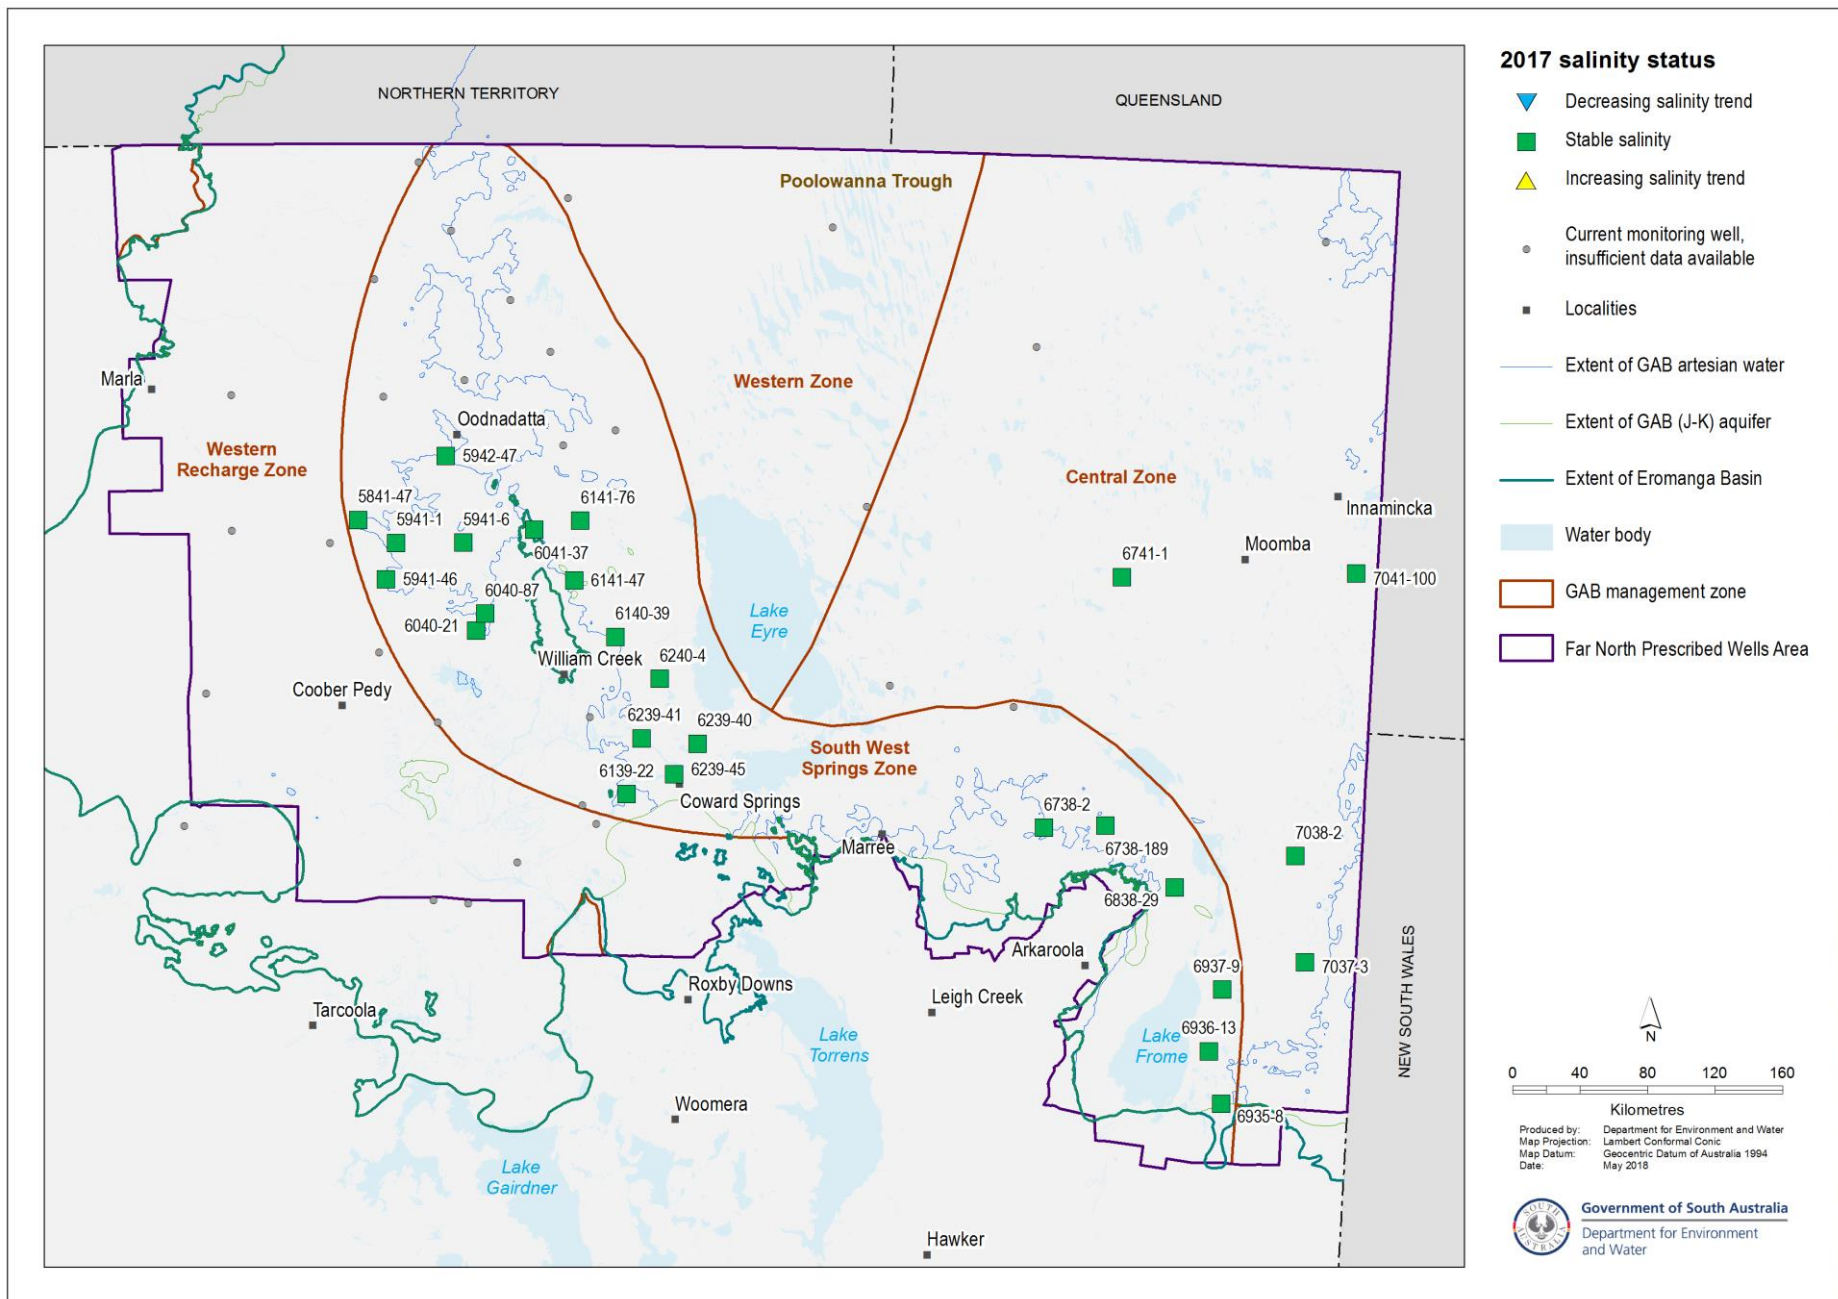 NORTHERN TERRITORY
QUEENSLAND
Poolowanna Trough
Western Zone
Marla
Oodnadatta
Western
Recharge Zone
5942-47
Central Zone
5841-47
5941-1
5941-6
6141-76
Innamincka
6041-37
6741-1
Moomba
5941-46
6141-47
7041-100
6040-87
6040-21
6140-39
Lake
Eyre
William Creek
6240-4
Coober Pedy
6239-41
6239-40
South West
Springs Zone
6139-22
6239-45
Coward Springs
6738-2
Marree
6738-189
7038-2
6838-29
Arkaroola
6937-9
7037-3
Roxby Downs
Leigh Creek
Tarcoola
Lake
Torrens
6936-13
Lake
Frome
NEW SOUTH WALES
Woomera
6935-8
Lake
Gairdner
Hawker
2017 salinity status
Decreasing salinity trend
Stable salinity
Increasing salinity trend
Current monitoring well,
insufficient data available
Localities
Extent of GAB artesian water
Extent of GAB (J-K) aquifer
Extent of Eromanga Basin
Water body
GAB management zone
Far North Prescribed Wells Area
N
0 40 80 120 160
Kilometres
Produced by: Department for Environment and Water
Map Projection: Lambert Conformal Conic
Map Datum: Geocentric Datum of Australia 1994
Date: May 2018
SOUTH AUSTRALIA
Government of South Australia
Department for Environment
and Water